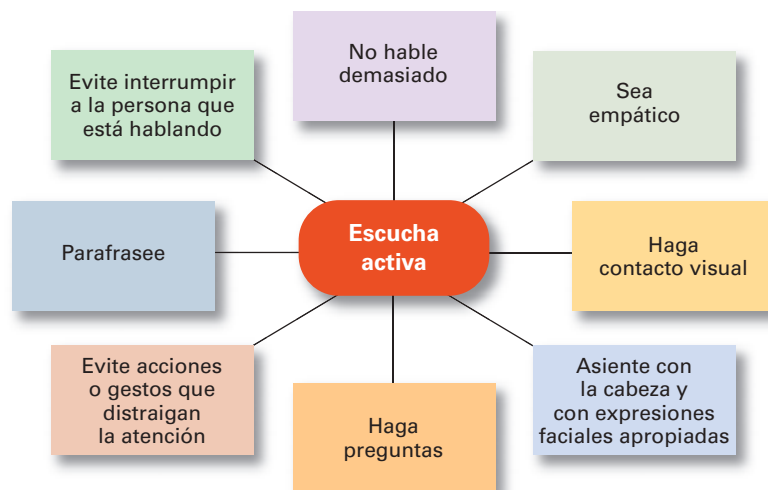 No hable
demasiado
Evite interrumpir
a la persona que
está hablando
Sea
empático
Escucha
activa
Parafrasee
Haga
contacto visual
Evite acciones
o gestos que
distraigan
la atención
Haga
preguntas
Asiente con
la cabeza y
con expresiones
faciales apropiadas